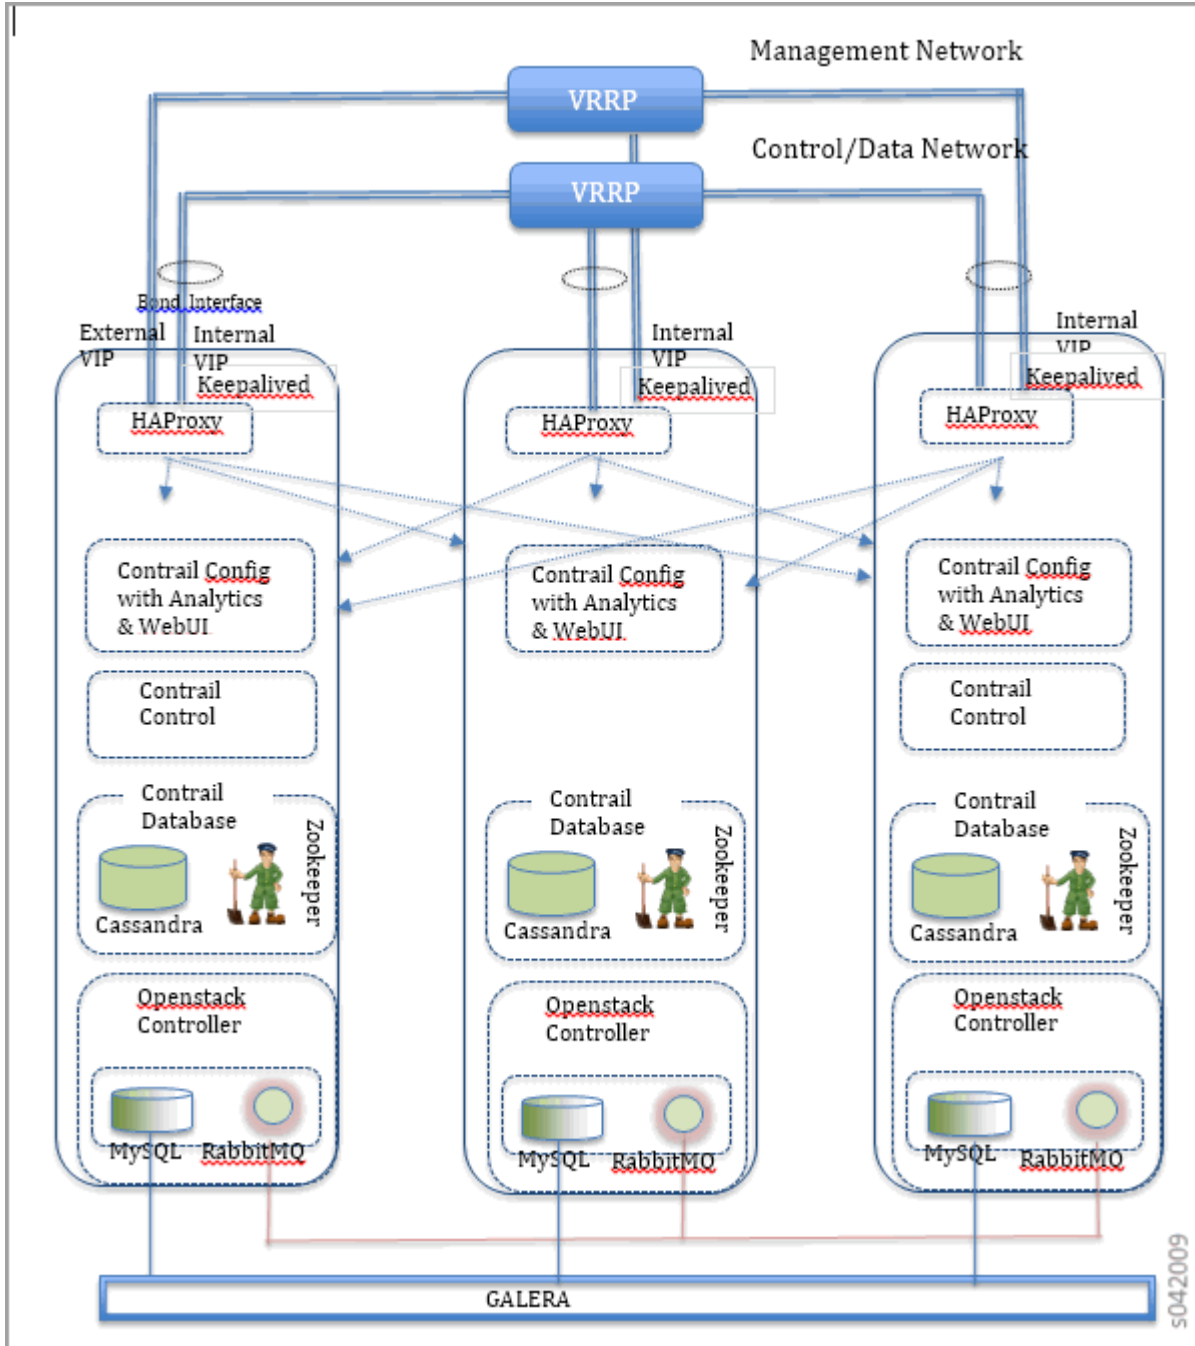 Management Network
VRRP
Control/Data Network
VRRP
Bond Interface
External
VIP
Internal
VIP
Keepalived
HAProxy
Internal
VIP
Keepalived
HAProxy
Internal
VIP
Keepalived
HAProxy
Contrail Config
with Analytics
& WebUI
Contrail Config
with Analytics
& WebUI
Contrail Config
with Analytics
& WebUI
Contrail
Control
Contrail
Control
Contrail
Database
Zookeeper
Cassandra
Contrail
Database
Zookeeper
Cassandra
Contrail
Database
Zookeeper
Cassandra
Openstack
Controller
MySQL
RabbitMQ
Openstack
Controller
MySQL
RabbitMQ
Openstack
Controller
MySQL
RabbitMQ
GALERA
s042009